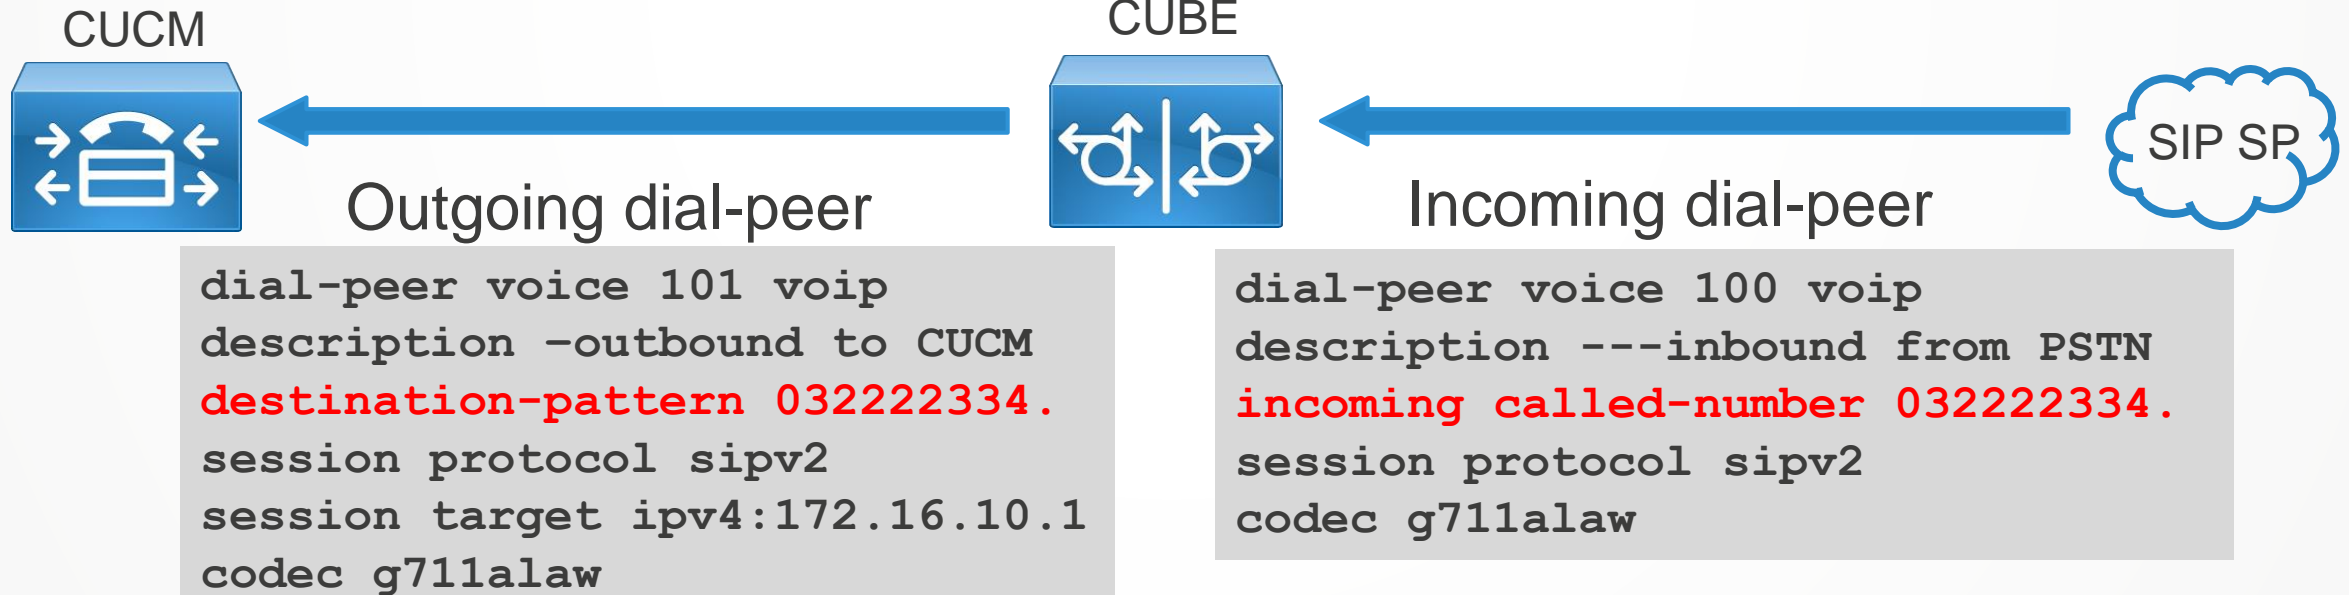 CUCM
CUBE
SIP SP
Outgoing dial-peer
Incoming dial-peer
dial-peer voice 101 voip
description –outbound to CUCM
destination-pattern 032222334.
session protocol sipv2
session target ipv4:172.16.10.1
codec g711alaw
dial-peer voice 100 voip
description ---inbound from PSTN
incoming called-number 032222334.
session protocol sipv2
codec g711alaw